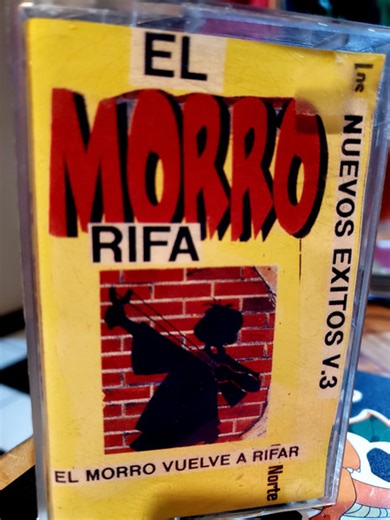 EL
MORRO
RIFA
Los NUEVOS EXITOS V.3
EL MORRO VUELVE A RIFAR
Norte